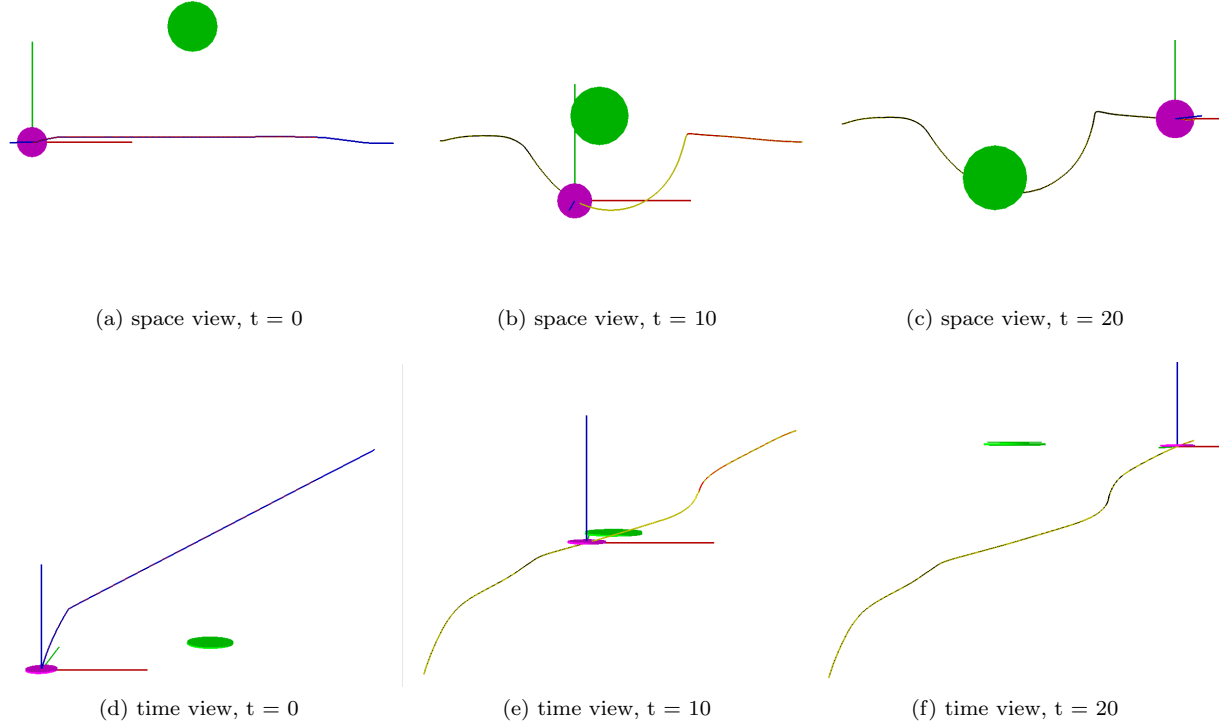 (a) space view, t = 0
(b) space view, t = 10
(c) space view, t = 20
(d) time view, t = 0
(e) time view, t = 10
(f) time view, t = 20